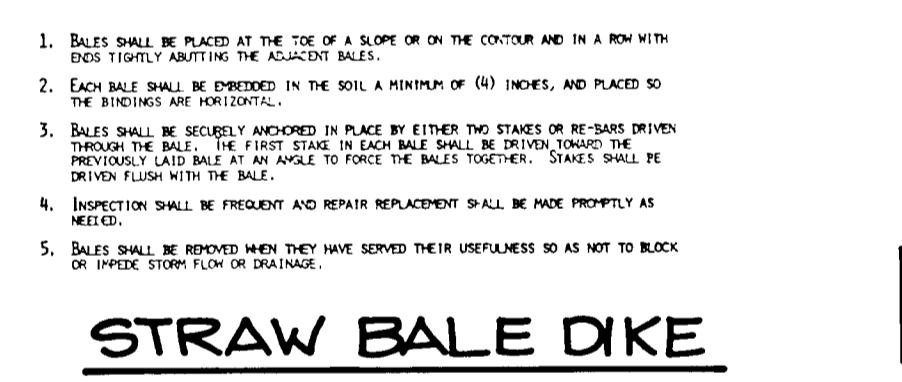 1. BALES SHALL BE PLACED AT THE TOE OF A SLOPE OR ON THE CONTOUR AND IN A ROW WITH
ENDS TIGHTLY ABUTTING THE ADJACENT BALES.
2. EACH BALE SHALL BE EMBEDDED IN THE SOIL A MINIMUM OF (4) INCHES, AND PLACED SO
THE BINDINGS ARE HORIZONTAL.
3. BALES SHALL BE SECURELY ANCHORED IN PLACE BY EITHER TWO STAKES OR RE-BARS DRIVEN
THROUGH THE BALE. THE FIRST STAKE IN EACH BALE SHALL BE DRIVEN TOWARD THE
PREVIOUSLY LAID BALE AT AN ANGLE TO FORCE THE BALES TOGETHER. STAKES SHALL BE
DRIVEN FLUSH WITH THE BALE.
4. INSPECTION SHALL BE FREQUENT AND REPAIR REPLACEMENT SHALL BE MADE PROMPTLY AS
NEEDED.
5. BALES SHALL BE REMOVED WHEN THEY HAVE SERVED THEIR USEFULNESS SO AS NOT TO BLOCK
OR IMPEDE STORM FLOW OR DRAINAGE.
STRAW BALE DIKE